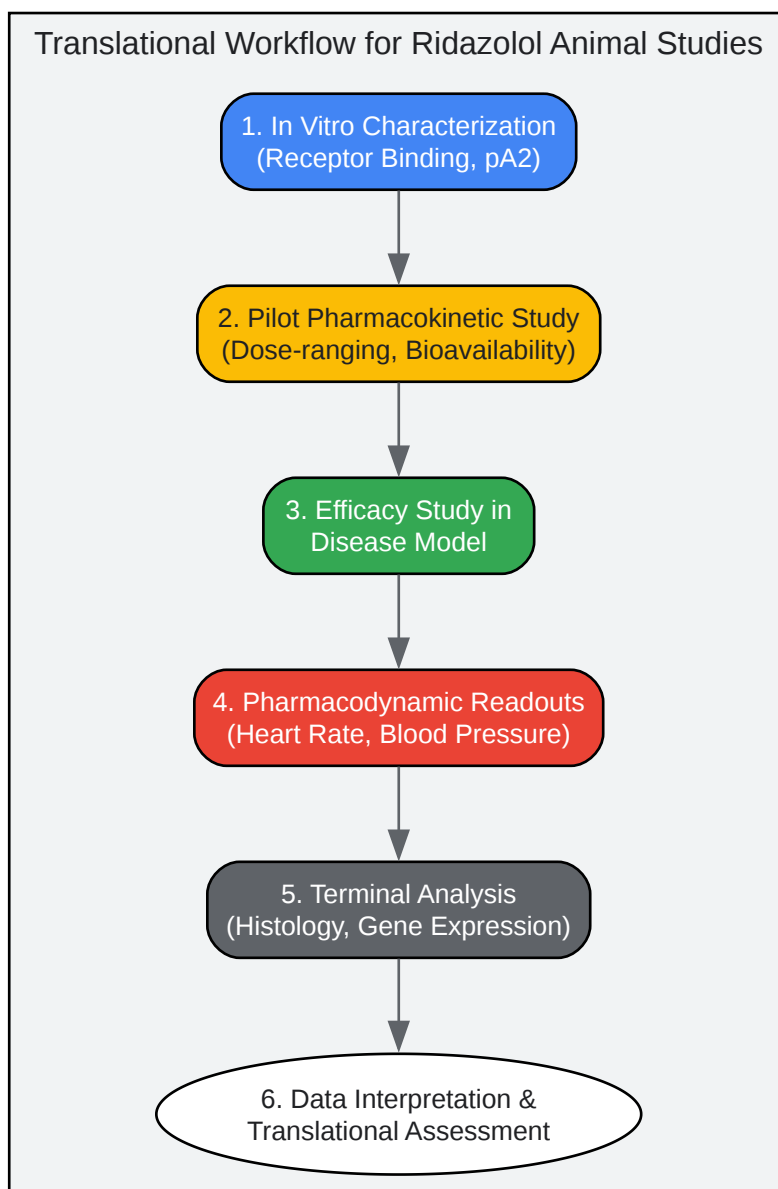 Translational Workflow for Ridazolol Animal Studies
1. In Vitro Characterization
(Receptor Binding, pA2)
2. Pilot Pharmacokinetic Study
(Dose-ranging, Bioavailability)
3. Efficacy Study in
Disease Model
4. Pharmacodynamic Readouts
(Heart Rate, Blood Pressure)
5. Terminal Analysis
(Histology, Gene Expression)
6. Data Interpretation &
Translational Assessment